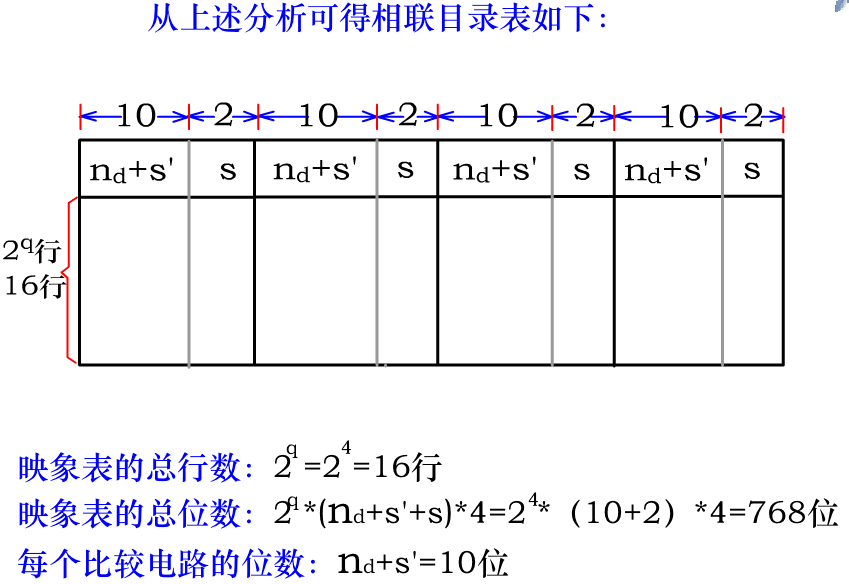 从上述分析可得相联目录表如下：
10 2 10 2 10 2 10 2
nd+s' s nd+s' s nd+s' s nd+s' s
2q行
16行
映象表的总行数：2q=24=16行
映象表的总位数：2q*(nd+s'+s)*4=24*（10+2）*4=768位
每个比较电路的位数：nd+s'=10位